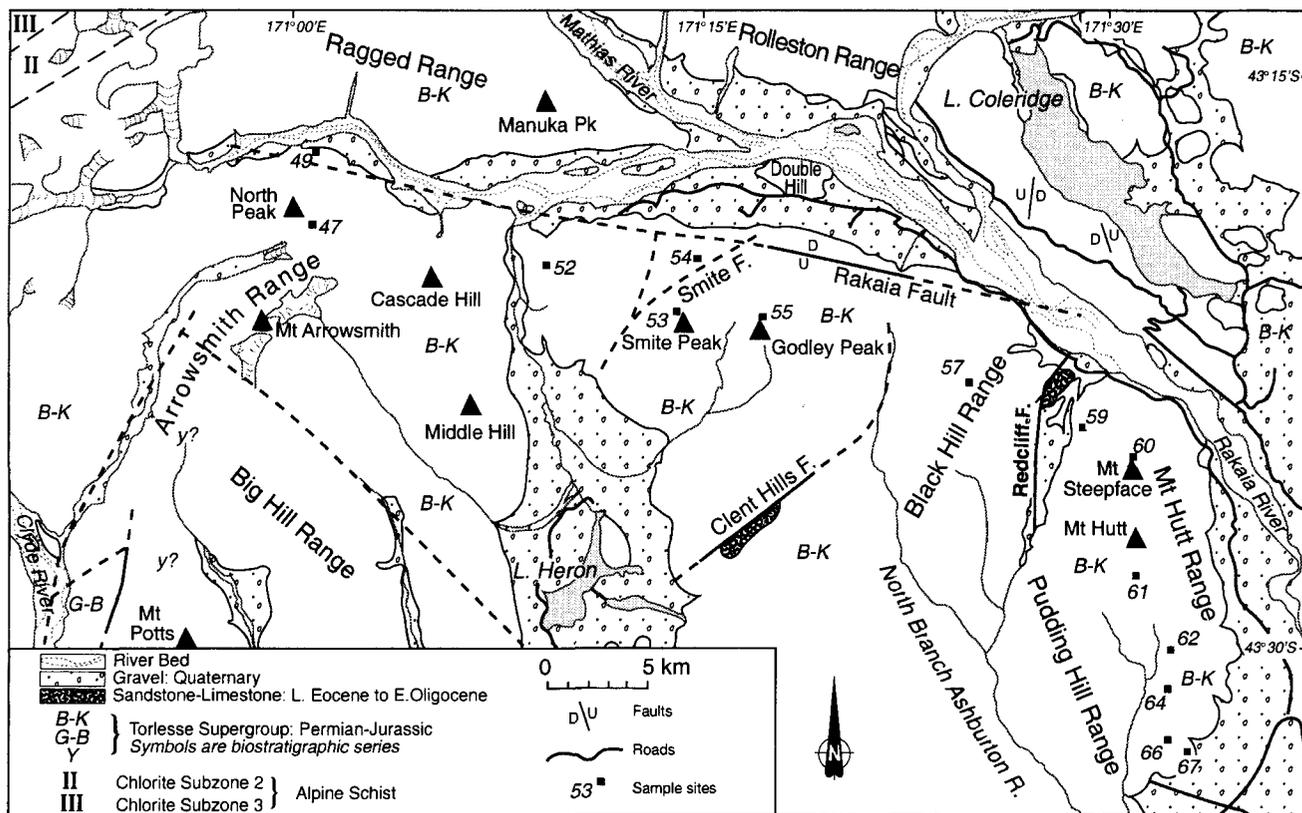 III
II
171°00'E
171°15'E
171°30'E
43°15'S
Ragged Range
B-K
Manuka Pk
Mathias River
Rolleston Range
L. Coleridge
B-K
B-K
49
North
Peak
47
Double
Hill
U/D
D/U
52
54
Smite F.
D
U
Rakaia Fault
Cascade Hill
Arrowsmith Range
Mt Arrowsmith
B-K
53
Smite Peak
55
Godley Peak
B-K
B-K
57
Black Hill Range
B-K
Middle Hill
B-K
Redcliff F.
59
60
Mt
Steepface
Mt Hutt Range
Rakaia River
y?
Big Hill Range
B-K
Clent Hills F.
B-K
Mt Hutt
B-K
61
Clyde River
y?
G-B
Mt
Potts
L. Heron
North Branch Ashburton R.
Pudding Hill Range
62
43°30'S
B-K
64
66
67
River Bed
Gravel: Quaternary
Sandstone-Limestone: L. Eocene to E.Oligocene
B-K
G-B
Y
Torlesse Supergroup: Permian-Jurassic
Symbols are biostratigraphic series
II Chlorite Subzone 2
III Chlorite Subzone 3
Alpine Schist
0 5 km
D\U Faults
Roads
53 Sample sites
N